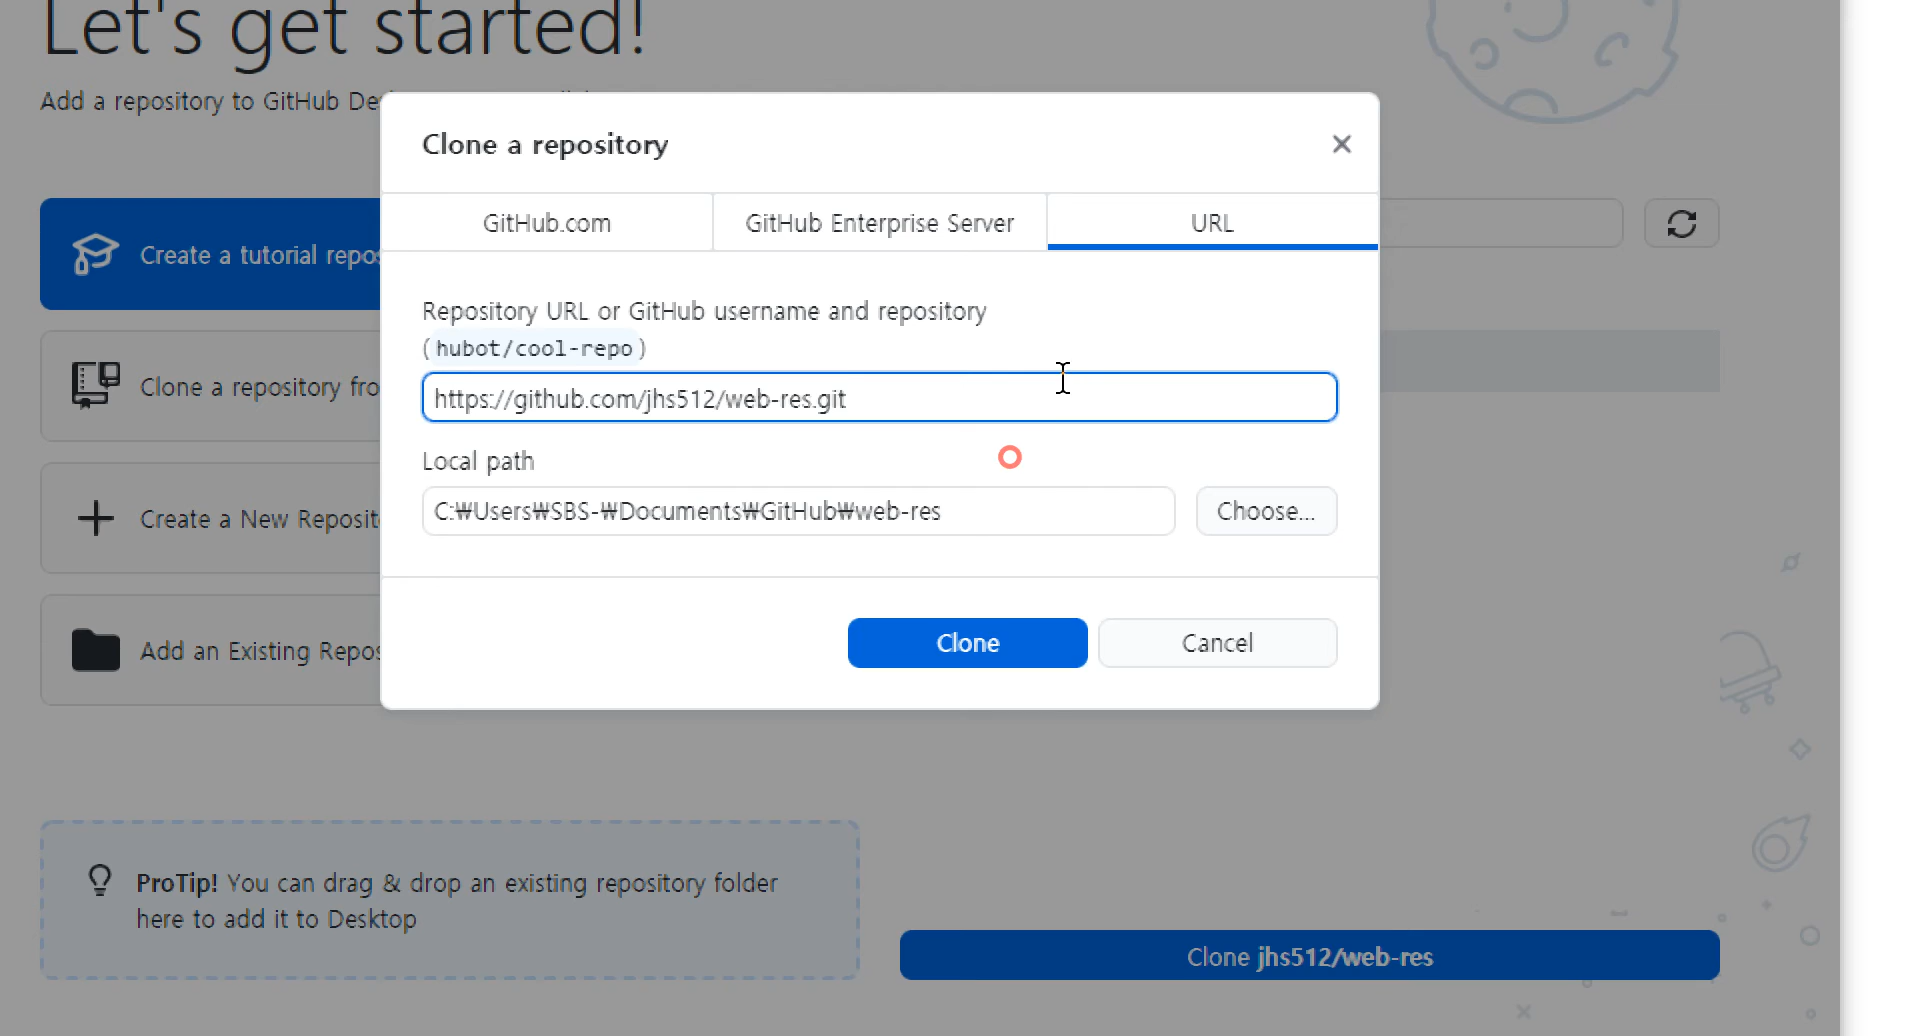 Let's get started!
Add a repository to GitHub De
Clone a repository
GitHub.com
GitHub Enterprise Server
URL
Create a tutorial repos
Repository URL or GitHub username and repository
(hubot/cool-repo)
Clone a repository fro
https://github.com/jhs512/web-res.git
Local path
C:₩Users₩SBS-₩Documents₩GitHub₩web-res
Choose...
Create a New Reposit
Clone
Cancel
Add an Existing Repos
ProTip! You can drag & drop an existing repository folder
here to add it to Desktop
Clone jhs512/web-res